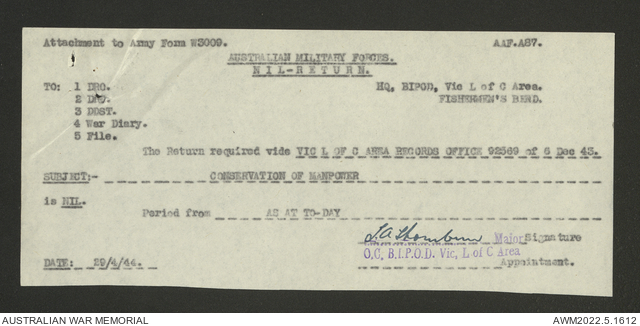 Attachment to Army Form W3009. AAF.A87.
AUSTRALIAN MILITARY FORCES.
NIL-RETURN.
TO: 1 DRO. HQ, BIPOD, Vic L of C Area.
2 FISHERMEN'S BEND.
3 DDST.
4 War Diary.
5 File.
The Return required vide VIC L OF C AREA RECORDS OFFICE 92569 of 6 Dec 43.
SUBJECT:- CONSERVATION OF MANPOWER
is NIL.
Period from AS AT TO-DAY
Major Signature
O.C, B.I.P.O.D. Vic, L of C Area
DATE: 29/4/44. Appointment.
AUSTRALIAN WAR MEMORIAL AWM2022.5.1612